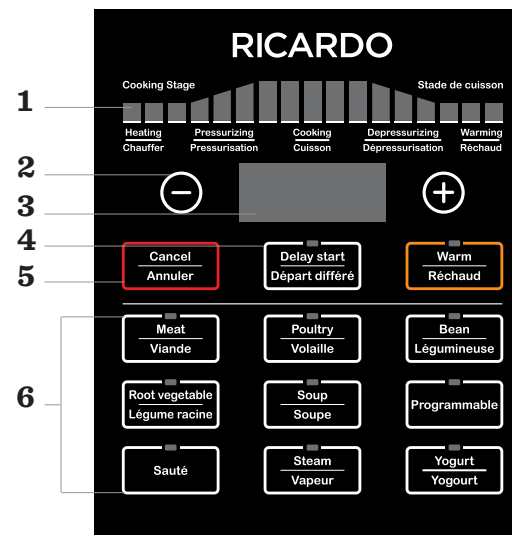 RICARDO
Cooking Stage
Stade de cuisson
1
Heating
Chauffer
Pressurizing
Pressurisation
Cooking
Cuisson
Depressurizing
Dépressurisation
Warming
Réchaud
2
−
+
3
4
5
Cancel
Annuler
Delay start
Départ différé
Warm
Réchaud
6
Meat
Viande
Poultry
Volaille
Bean
Légumineuse
Root vegetable
Légume racine
Soup
Soupe
Programmable
Sauté
Steam
Vapeur
Yogurt
Yogourt